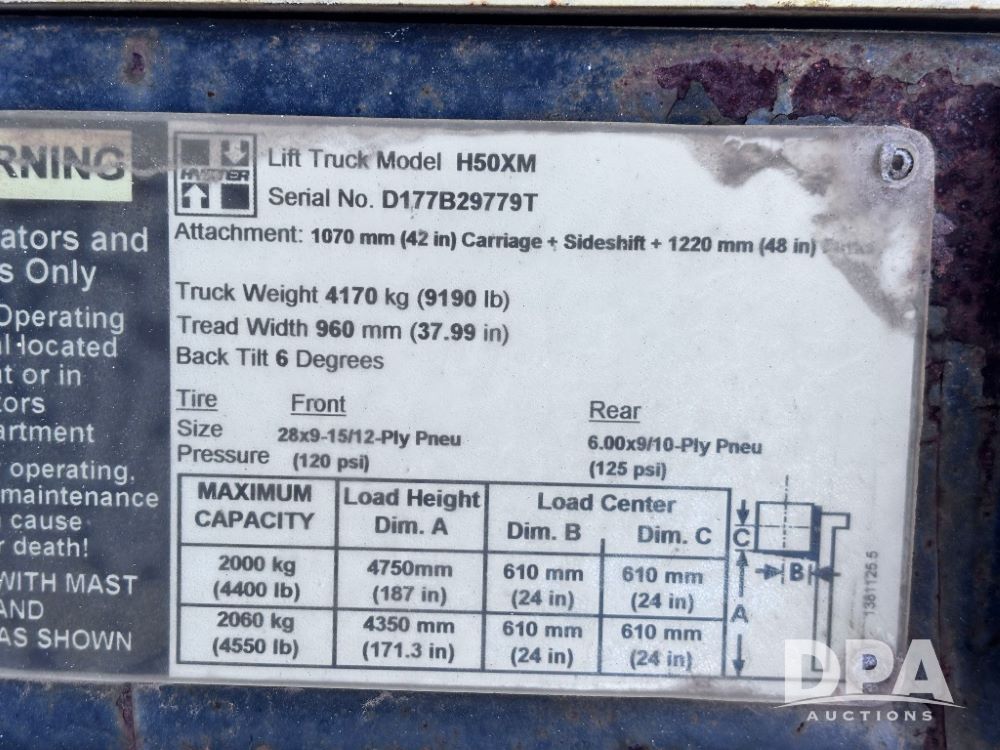 RNING
ators and
s Only
Operating
al located
t or in
tors
artment
operating,
maintenance
cause
r death!
WITH MAST
AND
AS SHOWN
HYSTER
Lift Truck Model H50XM
Serial No. D177B29779T
Attachment: 1070 mm (42 in) Carriage + Sideshift + 1220 mm (48 in)
Truck Weight 4170 kg (9190 lb)
Tread Width 960 mm (37.99 in)
Back Tilt 6 Degrees
Tire Front Rear
Size 28x9-15/12-Ply Pneu 6.00x9/10-Ply Pneu
Pressure (120 psi) (125 psi)
MAXIMUM Load Height Load Center
CAPACITY Dim. A Dim. B Dim. C
2000 kg 4750mm 610 mm 610 mm
(4400 lb) (187 in) (24 in) (24 in)
2060 kg 4350 mm 610 mm 610 mm
(4550 lb) (171.3 in) (24 in) (24 in)
C
B
A
1381125.5
DPA
AUCTIONS